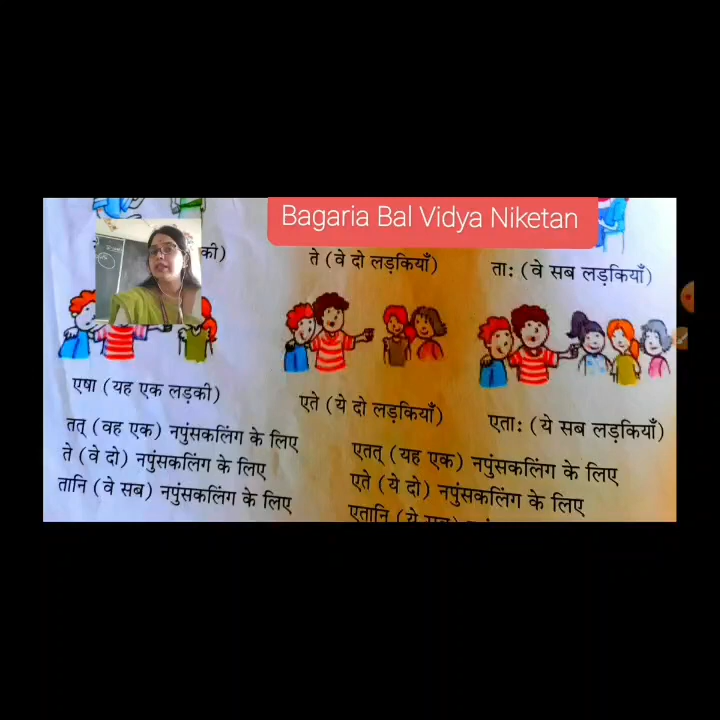 Bagaria Bal Vidya Niketan
की)
ते (वे दो लड़कियाँ)
ताः (वे सब लड़कियाँ)
एषा (यह एक लड़की)
एते (ये दो लड़कियाँ)
एताः (ये सब लड़कियाँ)
तत् (वह एक) नपुंसकलिंग के लिए
ते (वे दो) नपुंसकलिंग के लिए
तानि (वे सब) नपुंसकलिंग के लिए
एतत् (यह एक) नपुंसकलिंग के लिए
एते (ये दो) नपुंसकलिंग के लिए
एतानि (ये